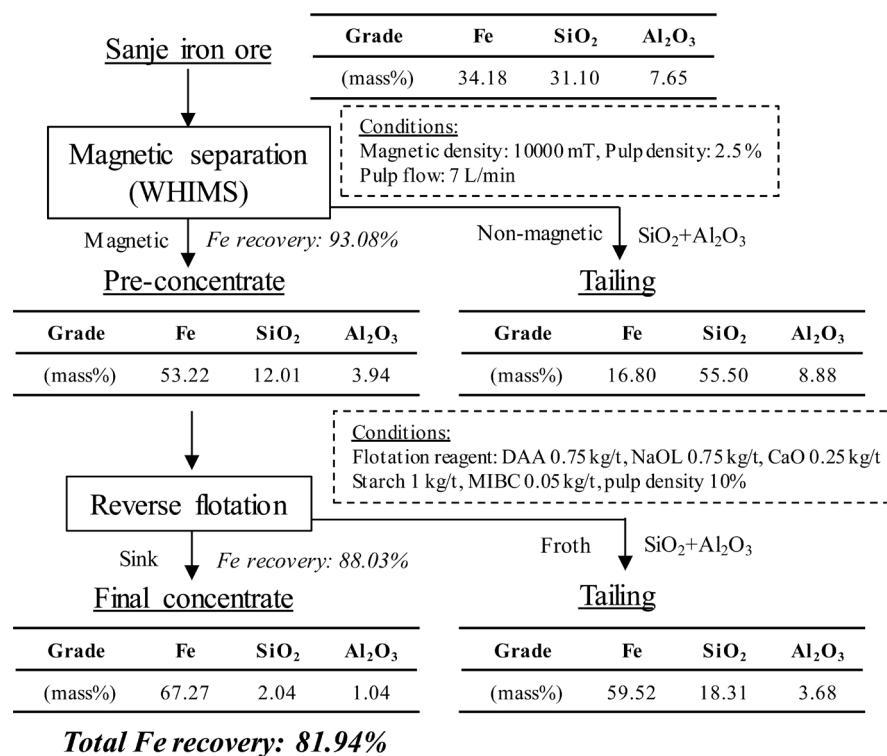 Sanje iron ore
Grade Fe SiO₂ Al₂O₃
(mass%) 34.18 31.10 7.65
Conditions:
Magnetic density: 10000 mT, Pulp density: 2.5%
Pulp flow: 7 L/min
Magnetic separation
(WHIMS)
Magnetic Fe recovery: 93.08%
Non-magnetic SiO₂+Al₂O₃
Pre-concentrate
Grade Fe SiO₂ Al₂O₃
(mass%) 53.22 12.01 3.94
Tailing
Grade Fe SiO₂ Al₂O₃
(mass%) 16.80 55.50 8.88
Conditions:
Flotation reagent: DAA 0.75 kg/t, NaOL 0.75 kg/t, CaO 0.25 kg/t
Starch 1 kg/t, MIBC 0.05 kg/t, pulp density 10%
Reverse flotation
Sink Fe recovery: 88.03%
Froth SiO₂+Al₂O₃
Final concentrate
Grade Fe SiO₂ Al₂O₃
(mass%) 67.27 2.04 1.04
Tailing
Grade Fe SiO₂ Al₂O₃
(mass%) 59.52 18.31 3.68
Total Fe recovery: 81.94%